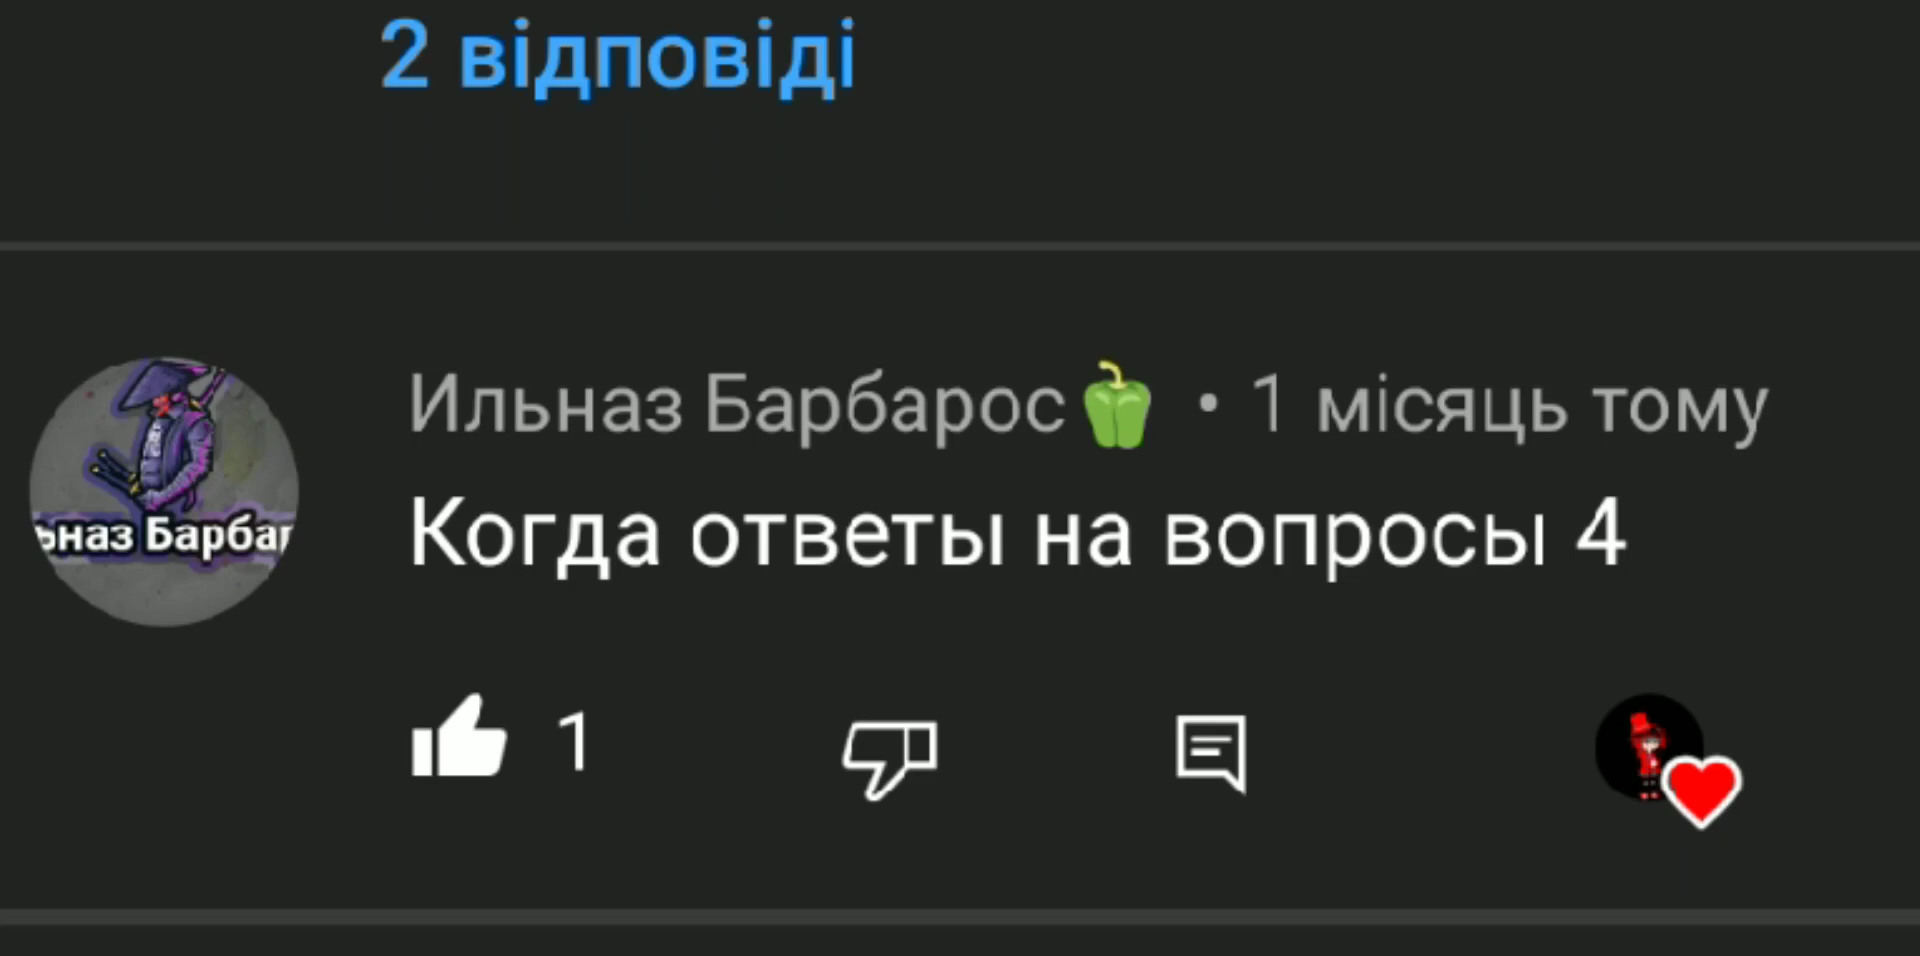 2 відповіді
Ильназ Барбарос🫑 • 1 місяць тому
ьназ Барбар
Когда ответы на вопросы 4
1